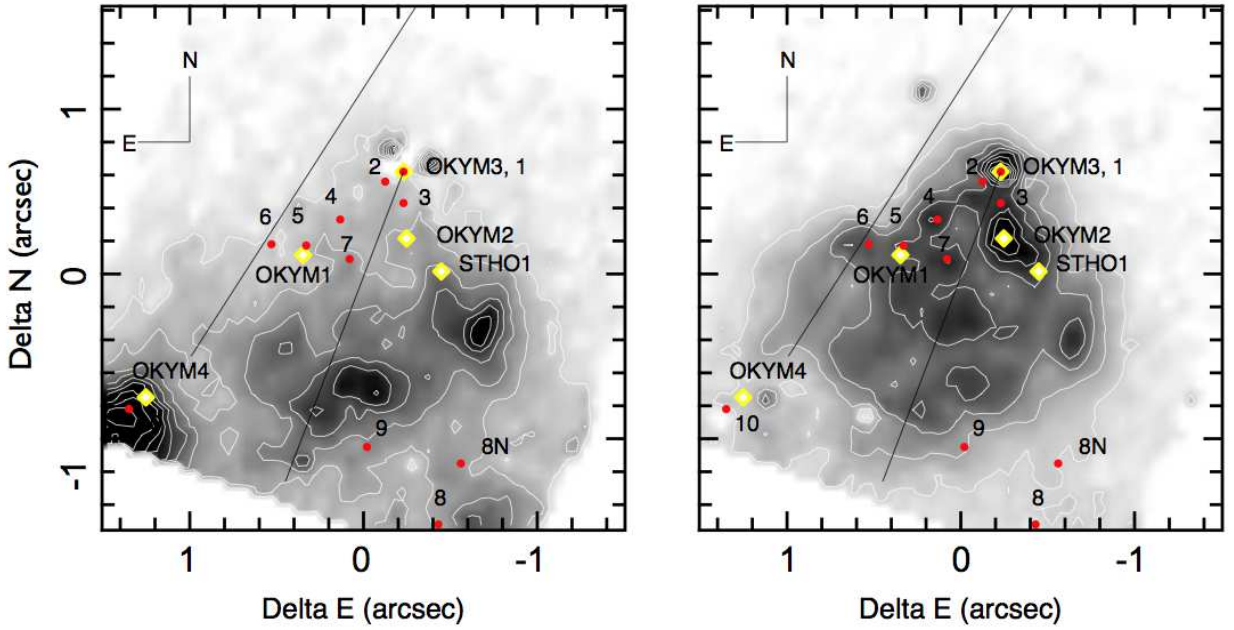 N N
E E
1
Delta N (arcsec)
0
-1
2 OKYM3, 1
4 3
6 5
7 OKYM2
OKYM1 STHO1
OKYM4
9 8N
8
1 0 -1
Delta E (arcsec)
2 OKYM3, 1
4 3
6 5
7 OKYM2
OKYM1 STHO1
OKYM4
10 9 8N
8
1 0 -1
Delta E (arcsec)